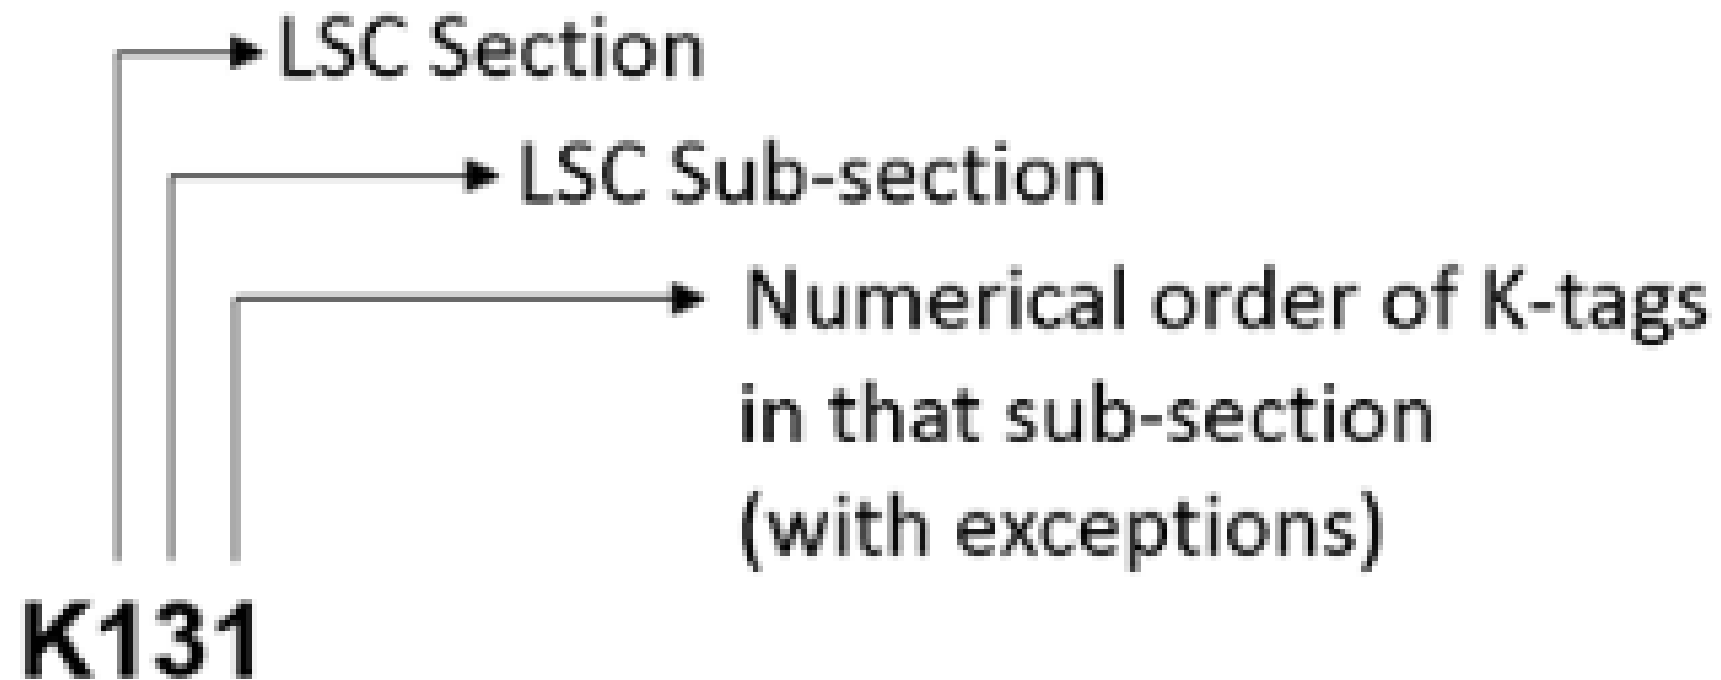 LSC Section
LSC Sub-section
Numerical order of K-tags
in that sub-section
(with exceptions)
K131